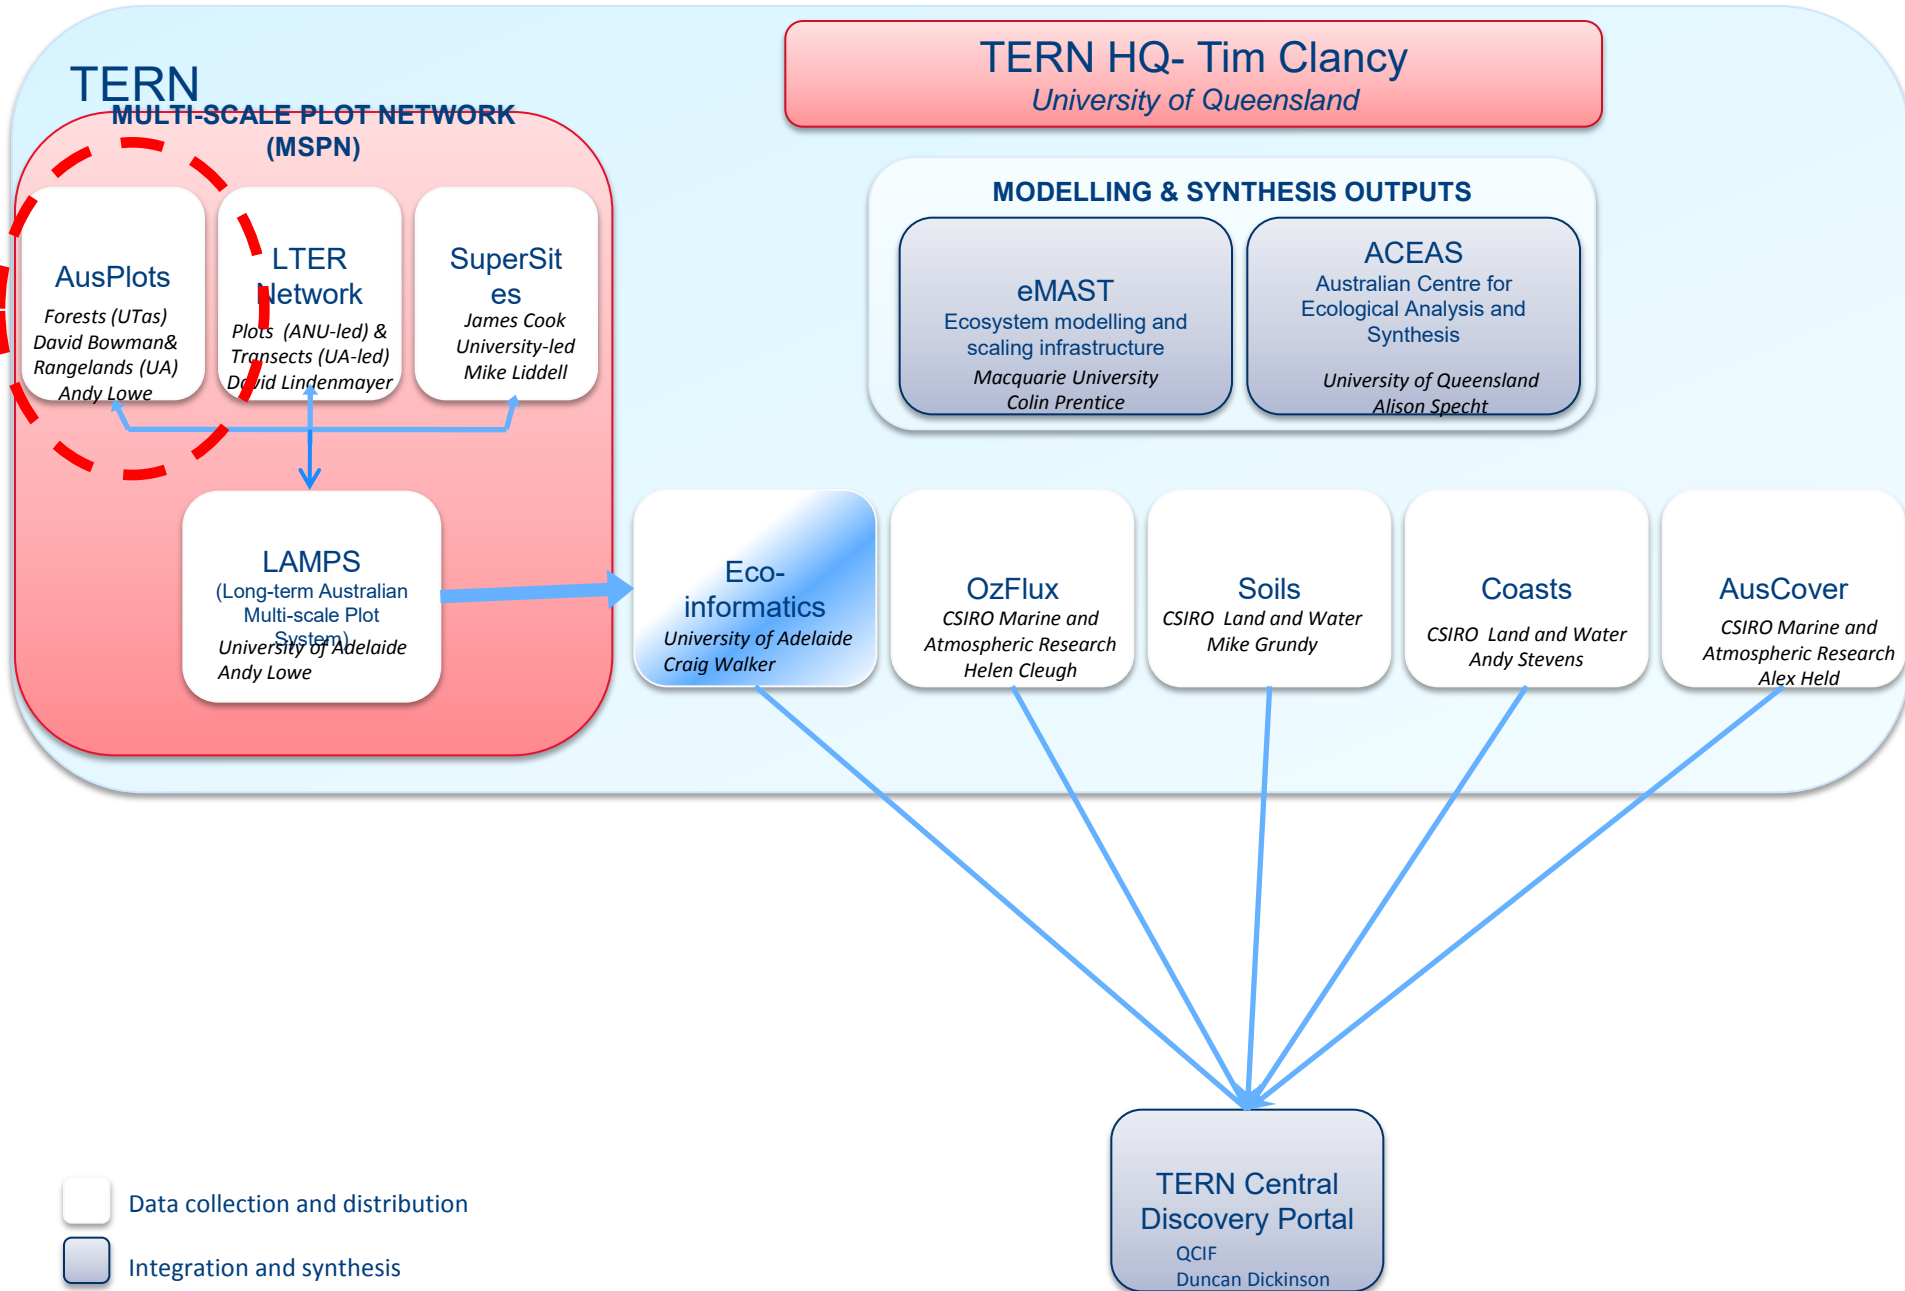 TERN
TERN HQ- Tim Clancy
University of Queensland
MULTI-SCALE PLOT NETWORK
(MSPN)
AusPlots
Forests (UTas)
David Bowman&
Rangelands (UA)
Andy Lowe
LTER
Network
Plots (ANU-led) &
Transects (UA-led)
David Lindenmayer
SuperSit
es
James Cook
University-led
Mike Liddell
MODELLING & SYNTHESIS OUTPUTS
eMAST
Ecosystem modelling and
scaling infrastructure
Macquarie University
Colin Prentice
ACEAS
Australian Centre for
Ecological Analysis and
Synthesis
University of Queensland
Alison Specht
LAMPS
(Long-term Australian
Multi-scale Plot
System)
University of Adelaide
Andy Lowe
Eco-
informatics
University of Adelaide
Craig Walker
OzFlux
CSIRO Marine and
Atmospheric Research
Helen Cleugh
Soils
CSIRO Land and Water
Mike Grundy
Coasts
CSIRO Land and Water
Andy Stevens
AusCover
CSIRO Marine and
Atmospheric Research
Alex Held
TERN Central
Discovery Portal
QCIF
Duncan Dickinson
Data collection and distribution
Integration and synthesis